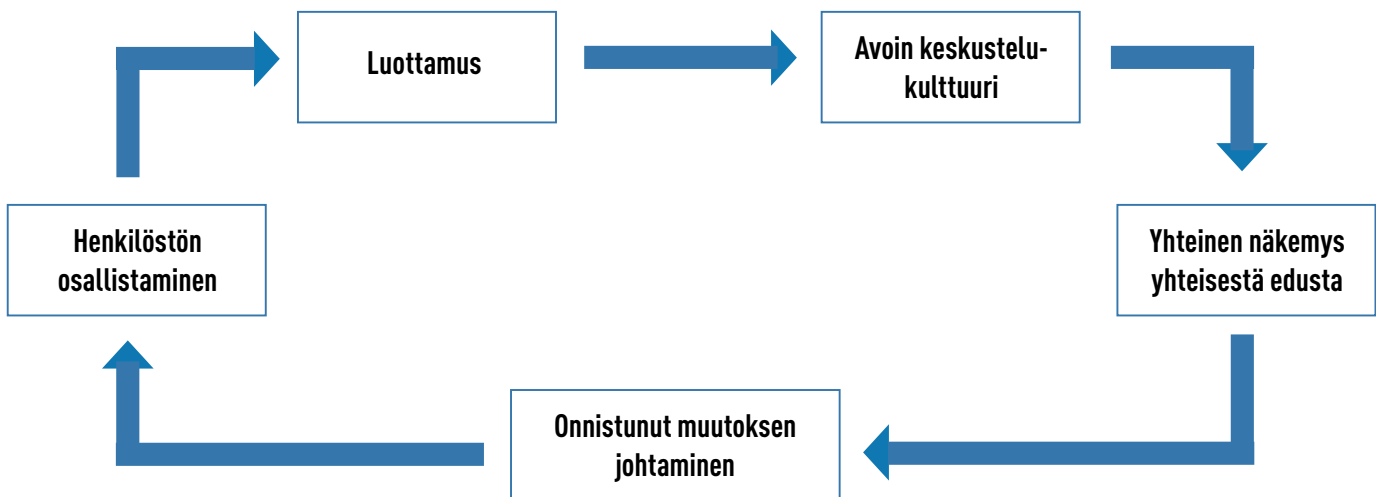 Luottamus
Avoin keskustelu-
kulttuuri
Yhteinen näkemys
yhteisestä edusta
Onnistunut muutoksen
johtaminen
Henkilöstön
osallistaminen